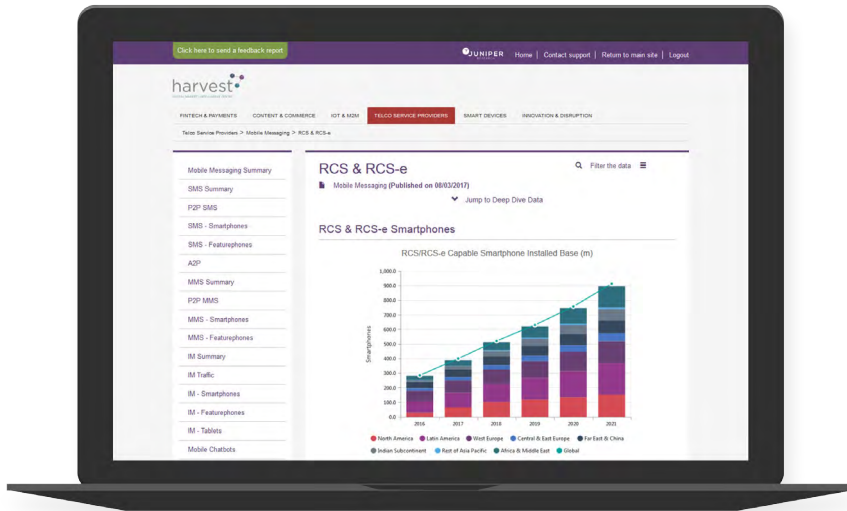 Click here to send a feedback report
JUNIPER
Home | Contact support | Return to main site | Logout
harvest
FINTECH & PAYMENTS CONTENT & COMMERCE IOT & M2M TELCO SERVICE PROVIDERS SMART DEVICES INNOVATION & DISRUPTION
Telco Service Providers > Mobile Messaging > RCS & RCS-e
Mobile Messaging Summary
SMS Summary
P2P SMS
SMS - Smartphones
SMS - Featurephones
A2P
MMS Summary
P2P MMS
MMS - Smartphones
MMS - Featurephones
IM Summary
IM Traffic
IM - Smartphones
IM - Featurephones
IM - Tablets
Mobile Chatbots
RCS & RCS-e
Filter the data
Mobile Messaging (Published on 08/03/2017)
Jump to Deep Dive Data
RCS & RCS-e Smartphones
RCS/RCS-e Capable Smartphone Installed Base (m)
Smartphones
1,000.0
900.0
800.0
700.0
600.0
500.0
400.0
300.0
200.0
100.0
0.0
2016 2017 2018 2019 2020 2021
North America Latin America West Europe Central & East Europe Far East & China
Indian Subcontinent Rest of Asia Pacific Africa & Middle East Global